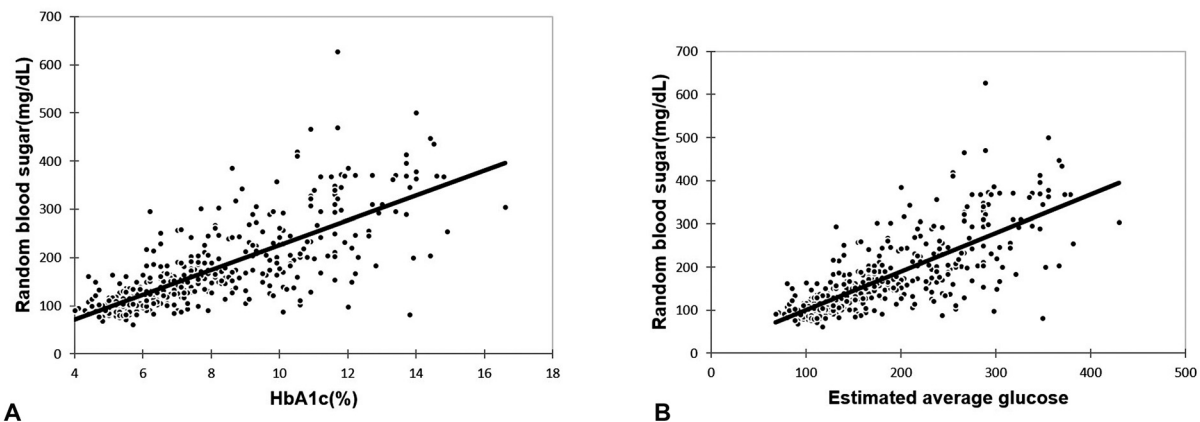 700
600
500
400
300
200
100
0
Random blood sugar(mg/dL)
4 6 8 10 12 14 16 18
HbA1c(%)
A
700
600
500
400
300
200
100
0
Random blood sugar(mg/dL)
0 100 200 300 400 500
Estimated average glucose
B